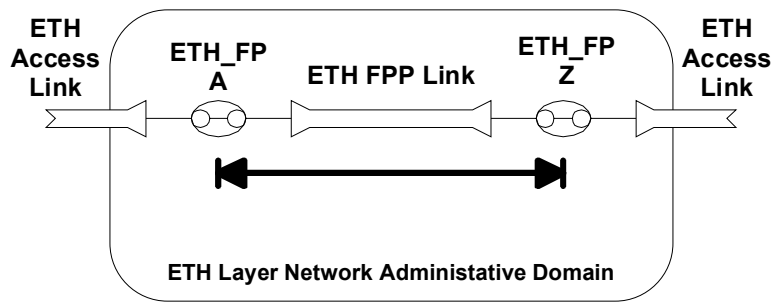 ETH
Access
Link
ETH_FP
A
ETH FPP Link
ETH_FP
Z
ETH
Access
Link
ETH Layer Network Administative Domain